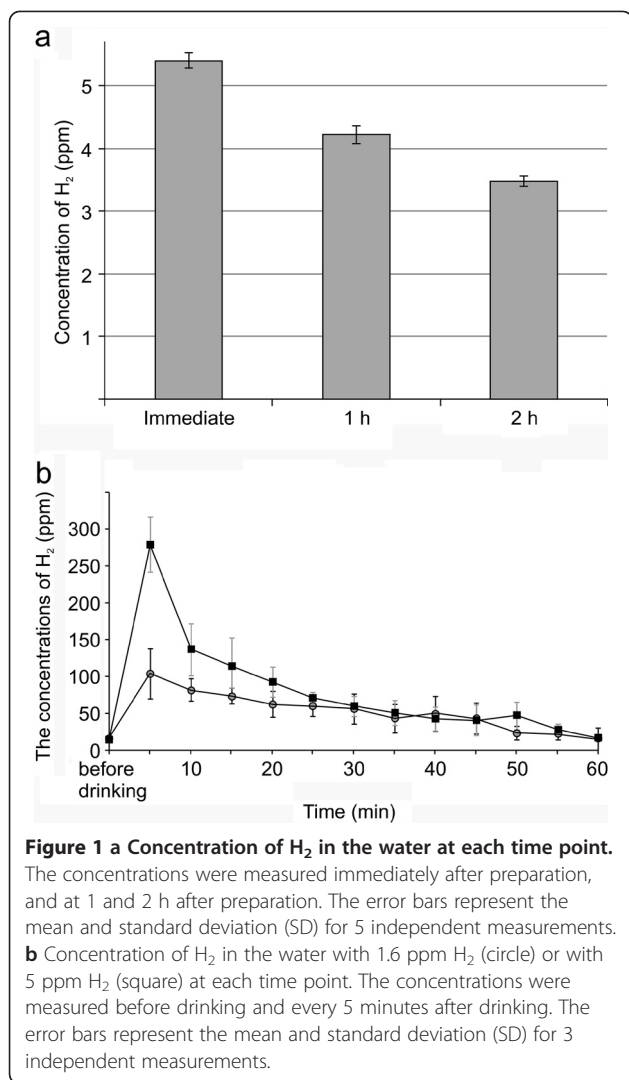 a
Concentration of H₂ (ppm)
5
4
3
2
1
Immediate 1 h 2 h
b
The concentrations of H₂ (ppm)
300
250
200
150
100
50
0
before drinking 10 20 30 40 50 60
Time (min)
Figure 1 a Concentration of H₂ in the water at each time point.
The concentrations were measured immediately after preparation,
and at 1 and 2 h after preparation. The error bars represent the
mean and standard deviation (SD) for 5 independent measurements.
b Concentration of H₂ in the water with 1.6 ppm H₂ (circle) or with
5 ppm H₂ (square) at each time point. The concentrations were
measured before drinking and every 5 minutes after drinking. The
error bars represent the mean and standard deviation (SD) for 3
independent measurements.